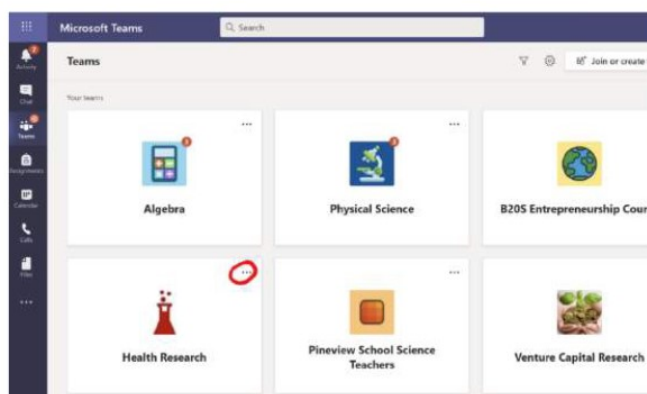 Microsoft Teams
Search
Activity
Teams
Join or create
Chat
Your teams
Teams
Assignments
Algebra
Physical Science
B20S Entrepreneurship Cour
Calendar
Calls
Files
Health Research
Pineview School Science
Teachers
Venture Capital Research